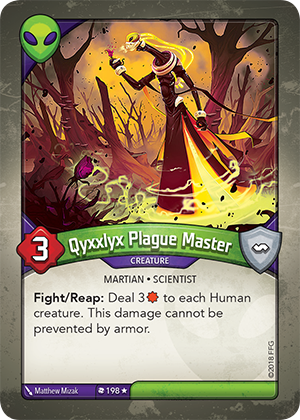 3
Qyxxlyx Plague Master
CREATURE
MARTIAN • SCIENTIST
Fight/Reap: Deal 3 to each Human
creature. This damage cannot be
prevented by armor.
Matthew Mizak
198
©2018 FFG